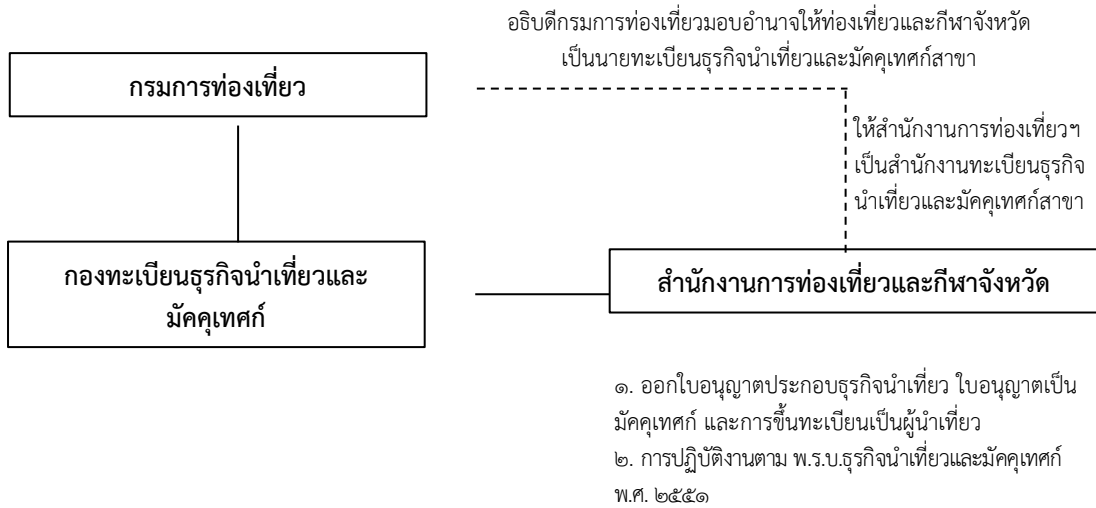 อธิบดีกรมการท่องเที่ยวมอบอำนาจให้ท่องเที่ยวและกีฬาจังหวัด
เป็นนายทะเบียนธุรกิจนำเที่ยวและมัคคุเทศก์สาขา
กรมการท่องเที่ยว
ให้สำนักงานการท่องเที่ยวฯ
เป็นสำนักงานทะเบียนธุรกิจ
นำเที่ยวและมัคคุเทศก์สาขา
กองทะเบียนธุรกิจนำเที่ยวและ
มัคคุเทศก์
สำนักงานการท่องเที่ยวและกีฬาจังหวัด
๑. ออกใบอนุญาตประกอบธุรกิจนำเที่ยว ใบอนุญาตเป็น
มัคคุเทศก์ และการขึ้นทะเบียนเป็นผู้นำเที่ยว
๒. การปฏิบัติงานตาม พ.ร.บ.ธุรกิจนำเที่ยวและมัคคุเทศก์
พ.ศ. ๒๕๕๑